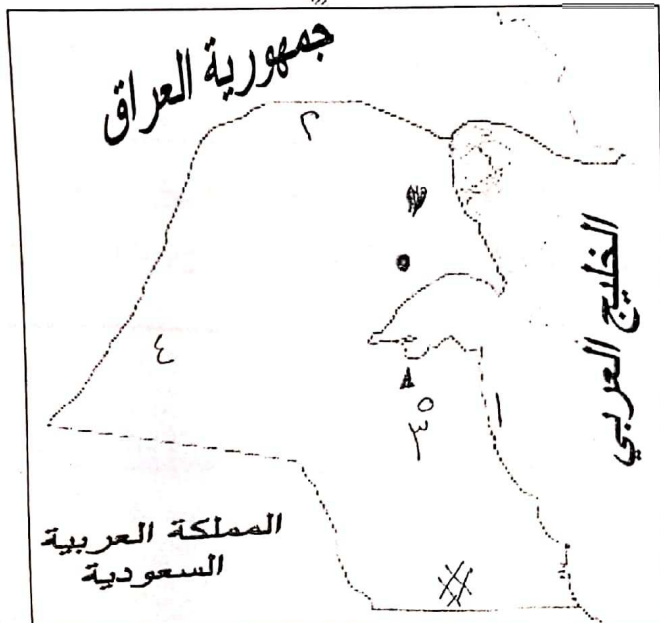 جمهورية العراق
٢
الخليج العربي
٤
٥
٣
١
المملكة العربية
السعودية